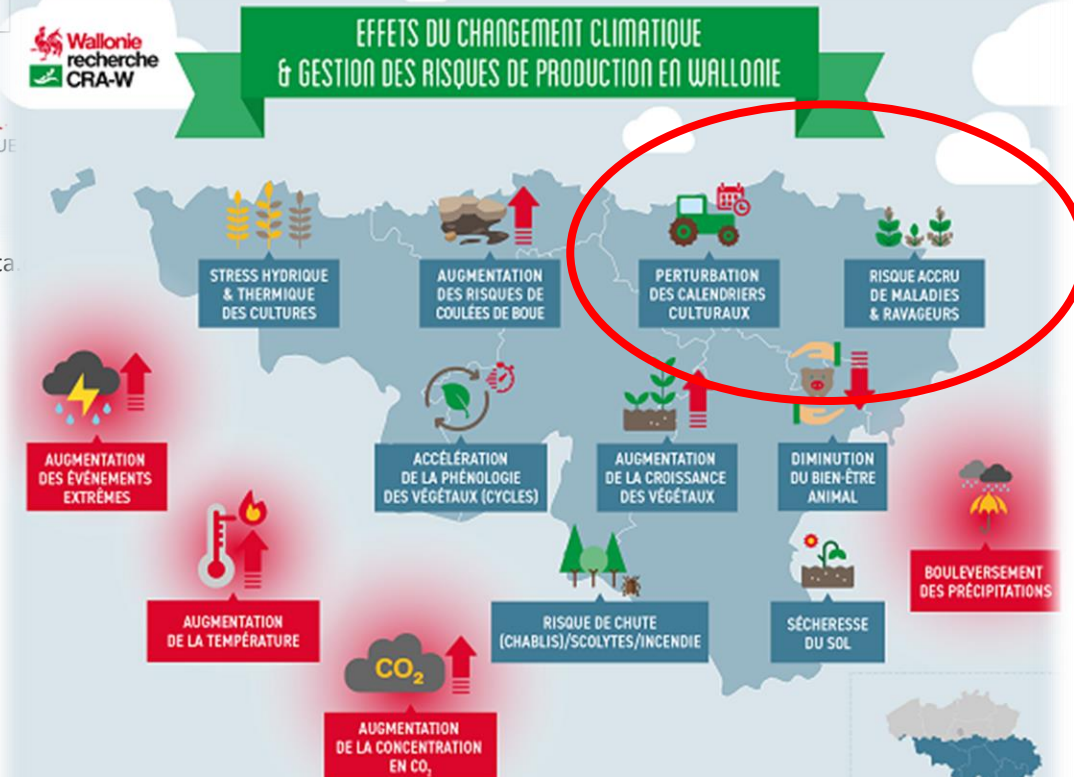 Wallonie
recherche
CRA-W
EFFETS DU CHANGEMENT CLIMATIQUE
& GESTION DES RISQUES DE PRODUCTION EN WALLONIE
STRESS HYDRIQUE
& THERMIQUE
DES CULTURES
AUGMENTATION
DES RISQUES DE
COULÉES DE BOUE
PERTURBATION
DES CALENDRIERS
CULTURAUX
RISQUE ACCRU
DE MALADIES
& RAVAGEURS
AUGMENTATION
DES ÉVÉNEMENTS
EXTRÊMES
ACCÉLÉRATION
DE LA PHÉNOLOGIE
DES VÉGÉTAUX (CYCLES)
AUGMENTATION
DE LA CROISSANCE
DES VÉGÉTAUX
DIMINUTION
DU BIEN-ÊTRE
ANIMAL
BOULEVERSEMENT
DES PRÉCIPITATIONS
AUGMENTATION
DE LA TEMPÉRATURE
RISQUE DE CHUTE
(CHABLIS)/SCOLYTES/INCENDIE
SÉCHERESSE
DU SOL
CO₂
AUGMENTATION
DE LA CONCENTRATION
EN CO₂